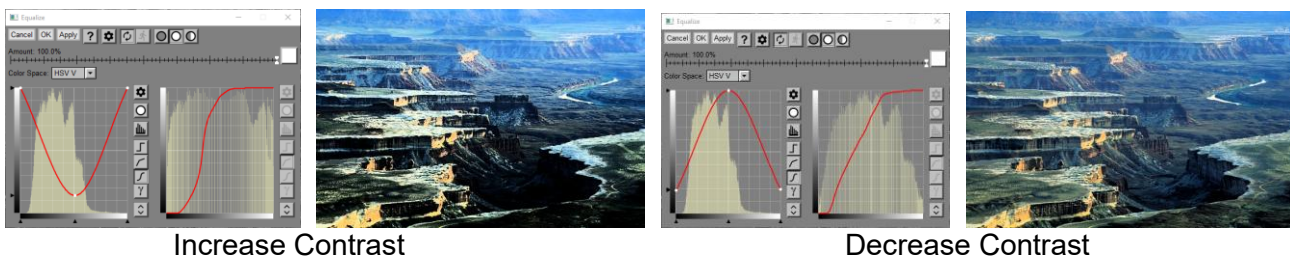 Equalize
Cancel OK Apply ?
Amount: 100.0%
Color Space: HSV V
γ
Equalize
Cancel OK Apply ?
Amount: 100.0%
Color Space: HSV V
γ
Increase Contrast
Decrease Contrast